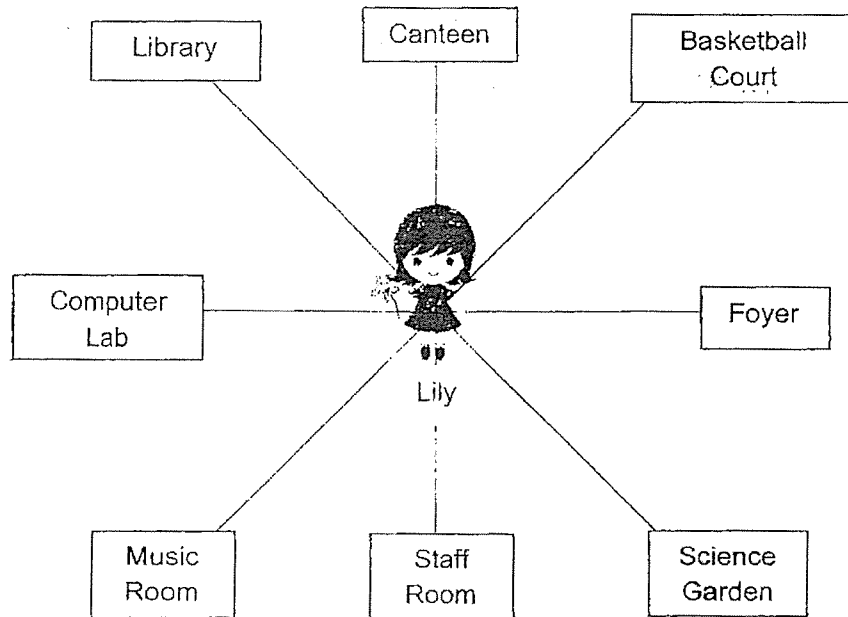 Library
Canteen
Basketball
Court
Computer
Lab
Foyer
Lily
Music
Room
Staff
Room
Science
Garden